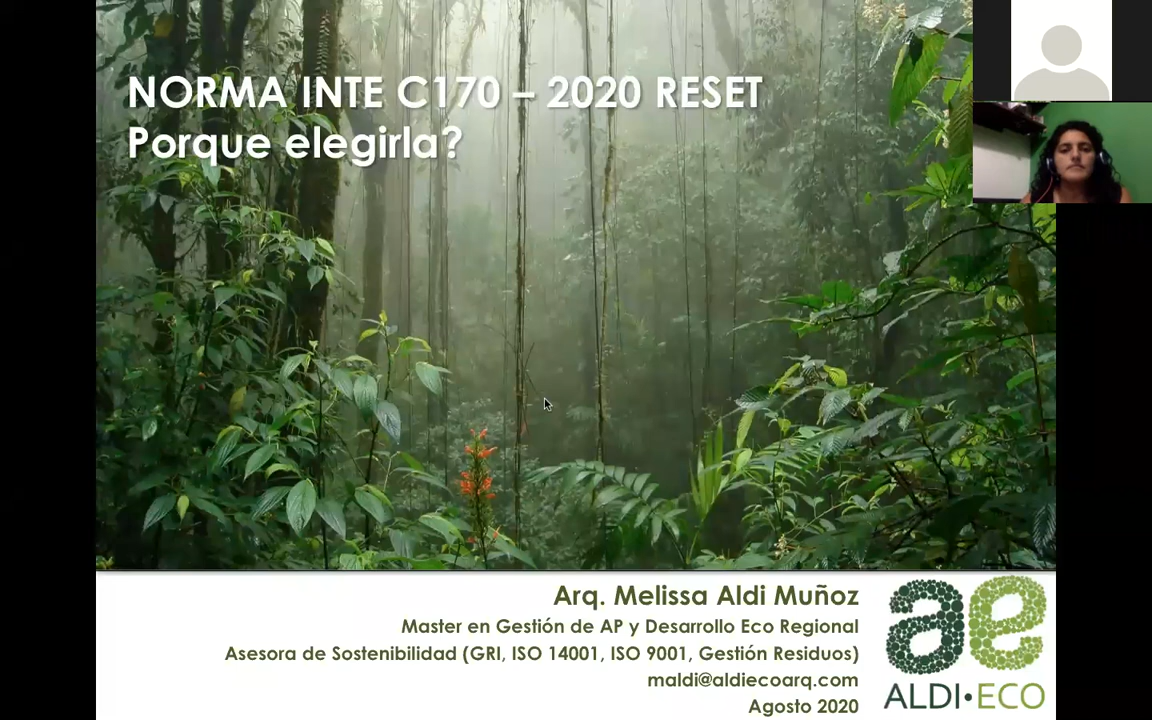 NORMA INTE C170 – 2020 RESET
Porque elegirla?
Arq. Melissa Aldi Muñoz
Master en Gestión de AP y Desarrollo Eco Regional
Asesora de Sostenibilidad (GRI, ISO 14001, ISO 9001, Gestión Residuos)
maldi@aldiecoarq.com
Agosto 2020
ae
ALDI•ECO